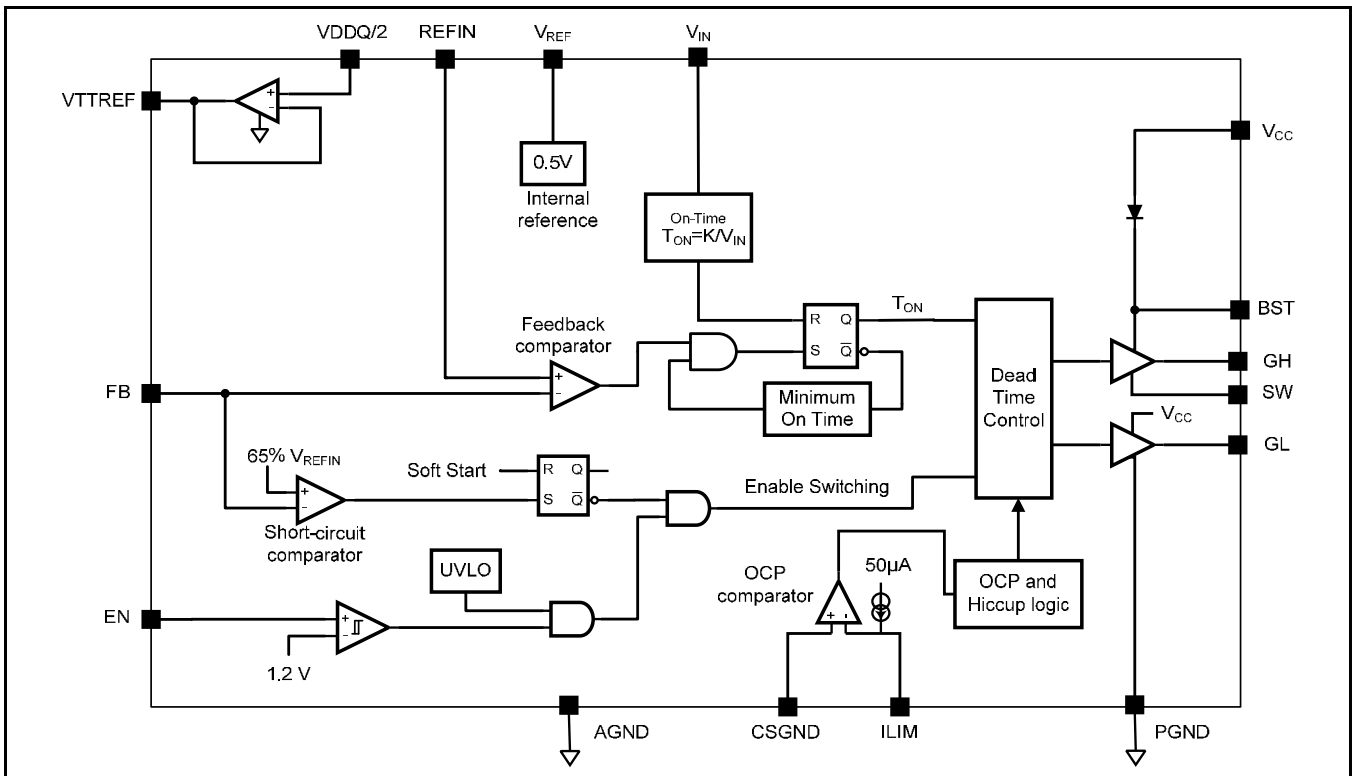 VDDQ/2 REFIN VREF VIN
VTTREF
+
-
VCC
0.5V
Internal
reference
On-Time
TON=K/VIN
R Q
S Q̅
TON
BST
Feedback
comparator
+
-
GH
FB
Minimum
On Time
Dead
Time
Control
SW
VCC
GL
65% VREFIN
+
-
Short-circuit
comparator
Soft Start
R Q
S Q̅
Enable Switching
UVLO
OCP
comparator
+ -
50µA
OCP and
Hiccup logic
EN
+
-
1.2 V
AGND
CSGND
ILIM
PGND